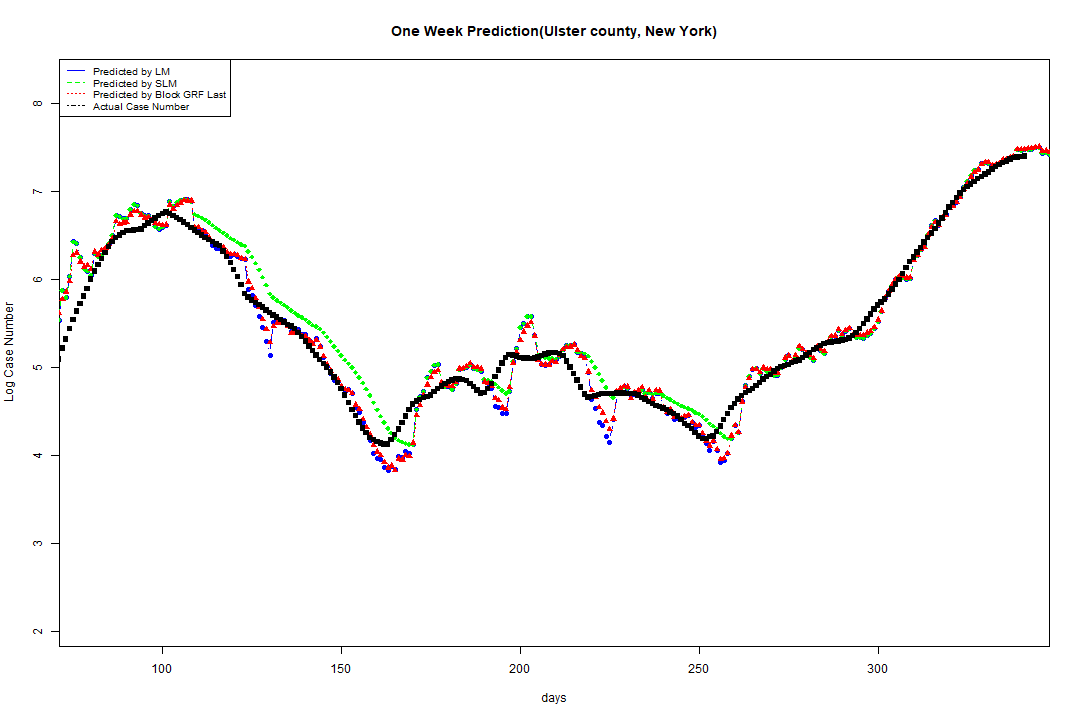 One Week Prediction(Ulster county, New York)
Predicted by LM
Predicted by SLM
Predicted by Block GRF Last
Actual Case Number
8
7
6
5
4
3
2
Log Case Number
100 150 200 250 300
days